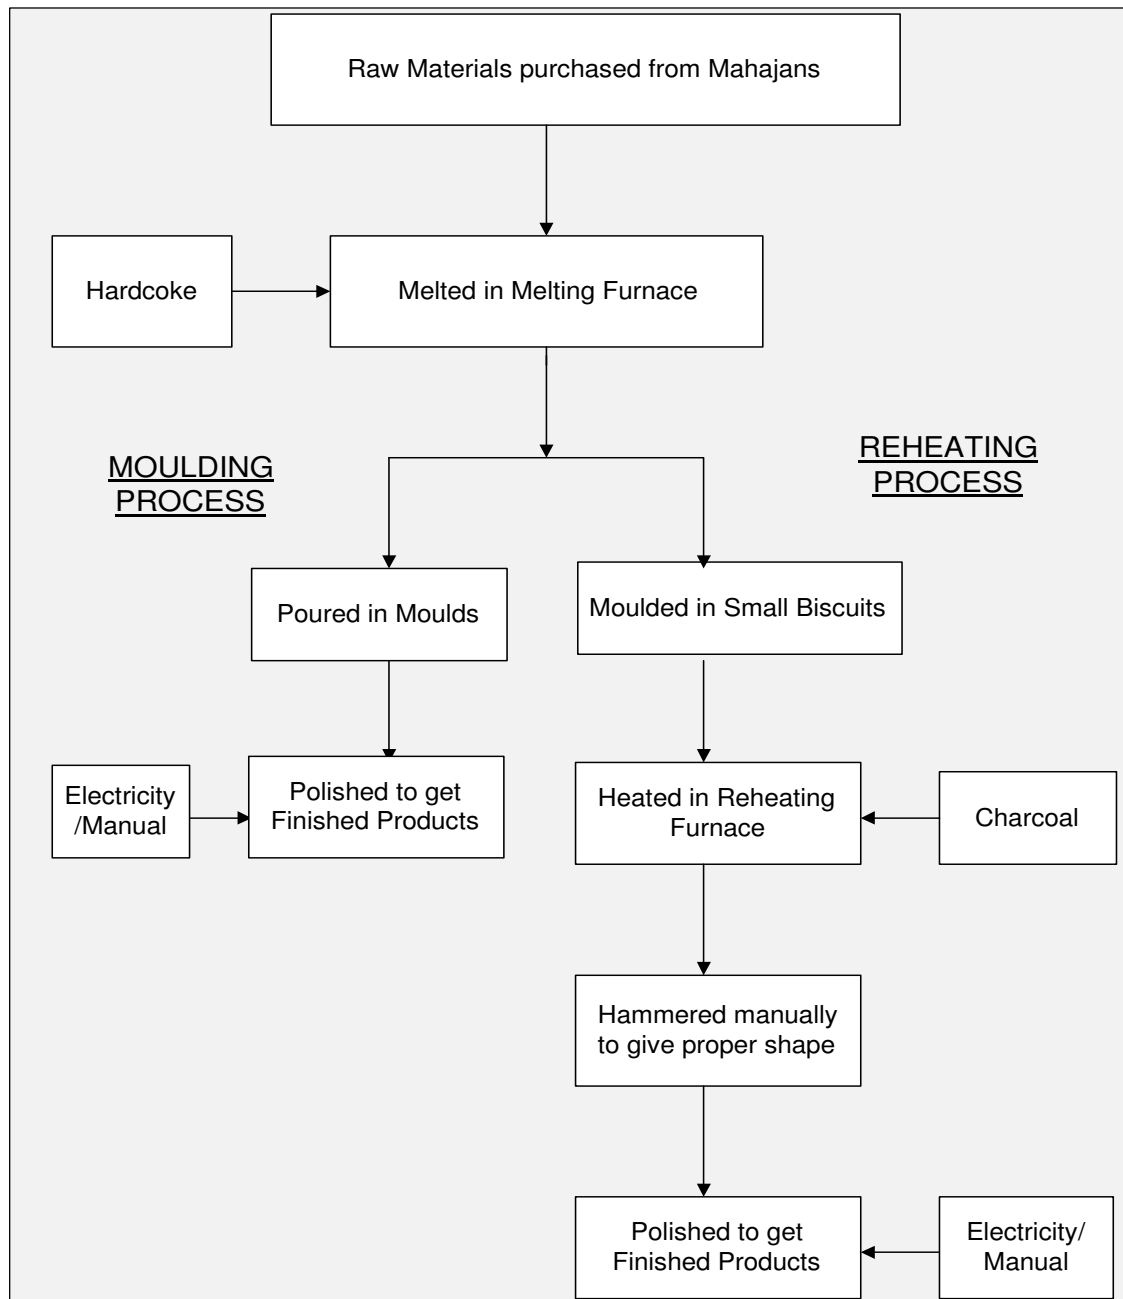 Raw Materials purchased from Mahajans
Hardcoke
Melted in Melting Furnace
MOULDING
PROCESS
REHEATING
PROCESS
Poured in Moulds
Moulded in Small Biscuits
Electricity
/Manual
Polished to get
Finished Products
Heated in Reheating
Furnace
Charcoal
Hammered manually
to give proper shape
Polished to get
Finished Products
Electricity/
Manual